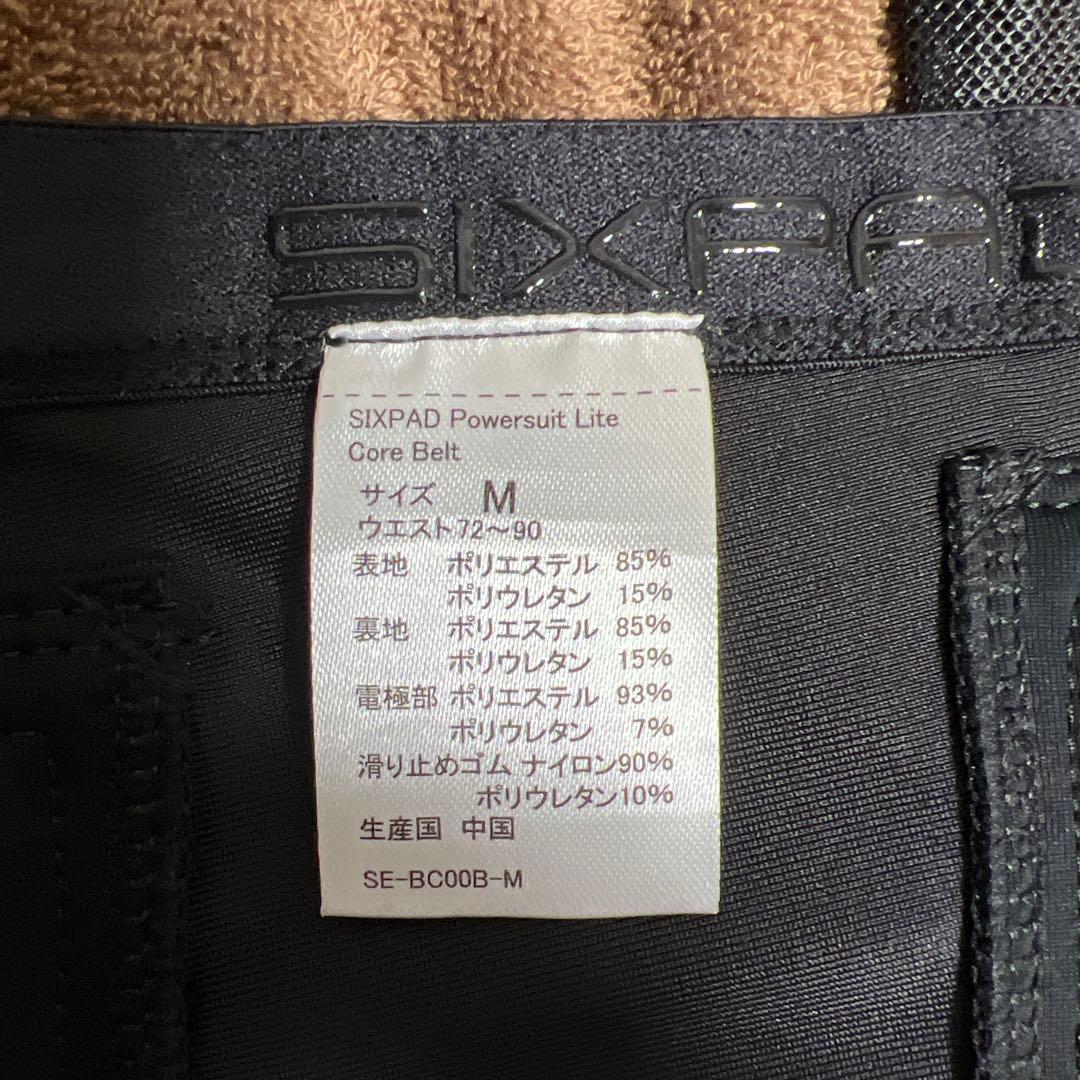 SIXPAD
SIXPAD Powersuit Lite
Core Belt
サイズ M
ウエスト72～90
表地 ポリエステル 85%
ポリウレタン 15%
裏地 ポリエステル 85%
ポリウレタン 15%
電極部 ポリエステル 93%
ポリウレタン 7%
滑り止めゴム ナイロン90%
ポリウレタン10%
生産国 中国
SE-BC00B-M